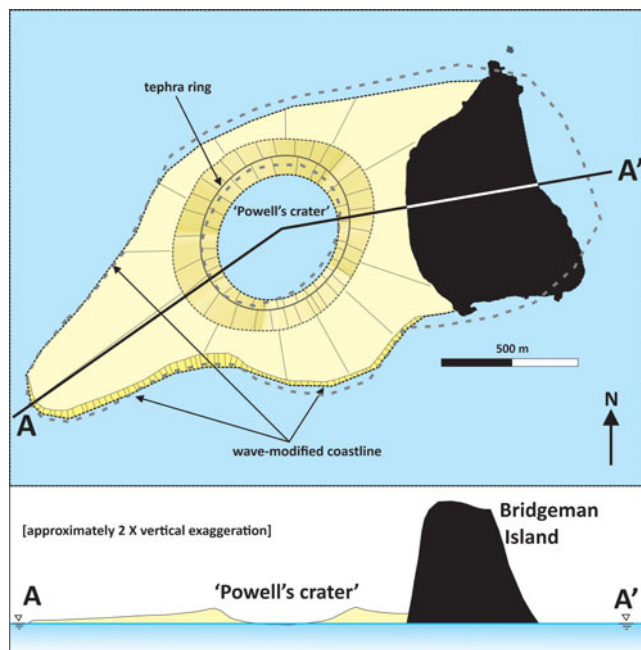 tephra ring
A'
'Powell's crater'
500 m
A
wave-modified coastline
N
[approximately 2 X vertical exaggeration]
Bridgeman
Island
A
'Powell's crater'
A'